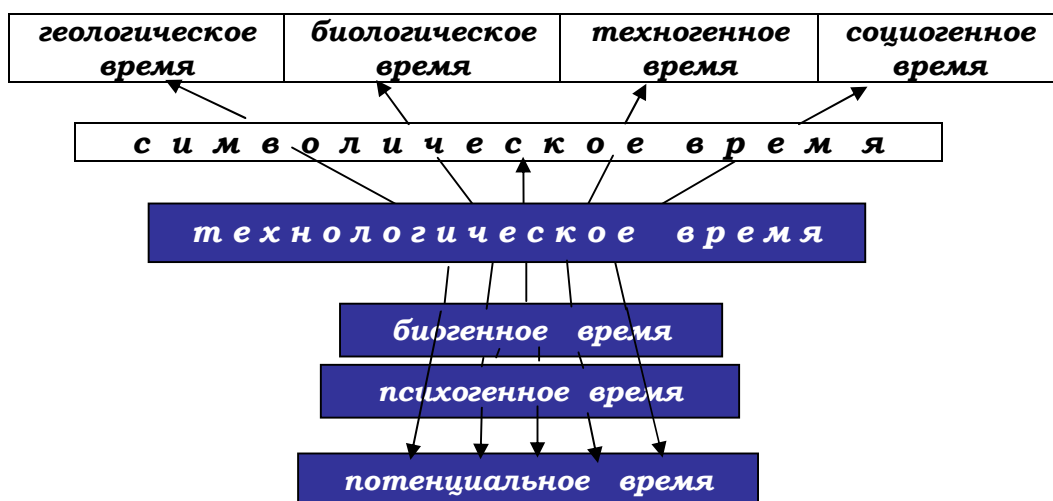 геологическое
время
биологическое
время
техногенное
время
социогенное
время
символическое время
технологическое время
биогенное время
психогенное время
потенциальное время